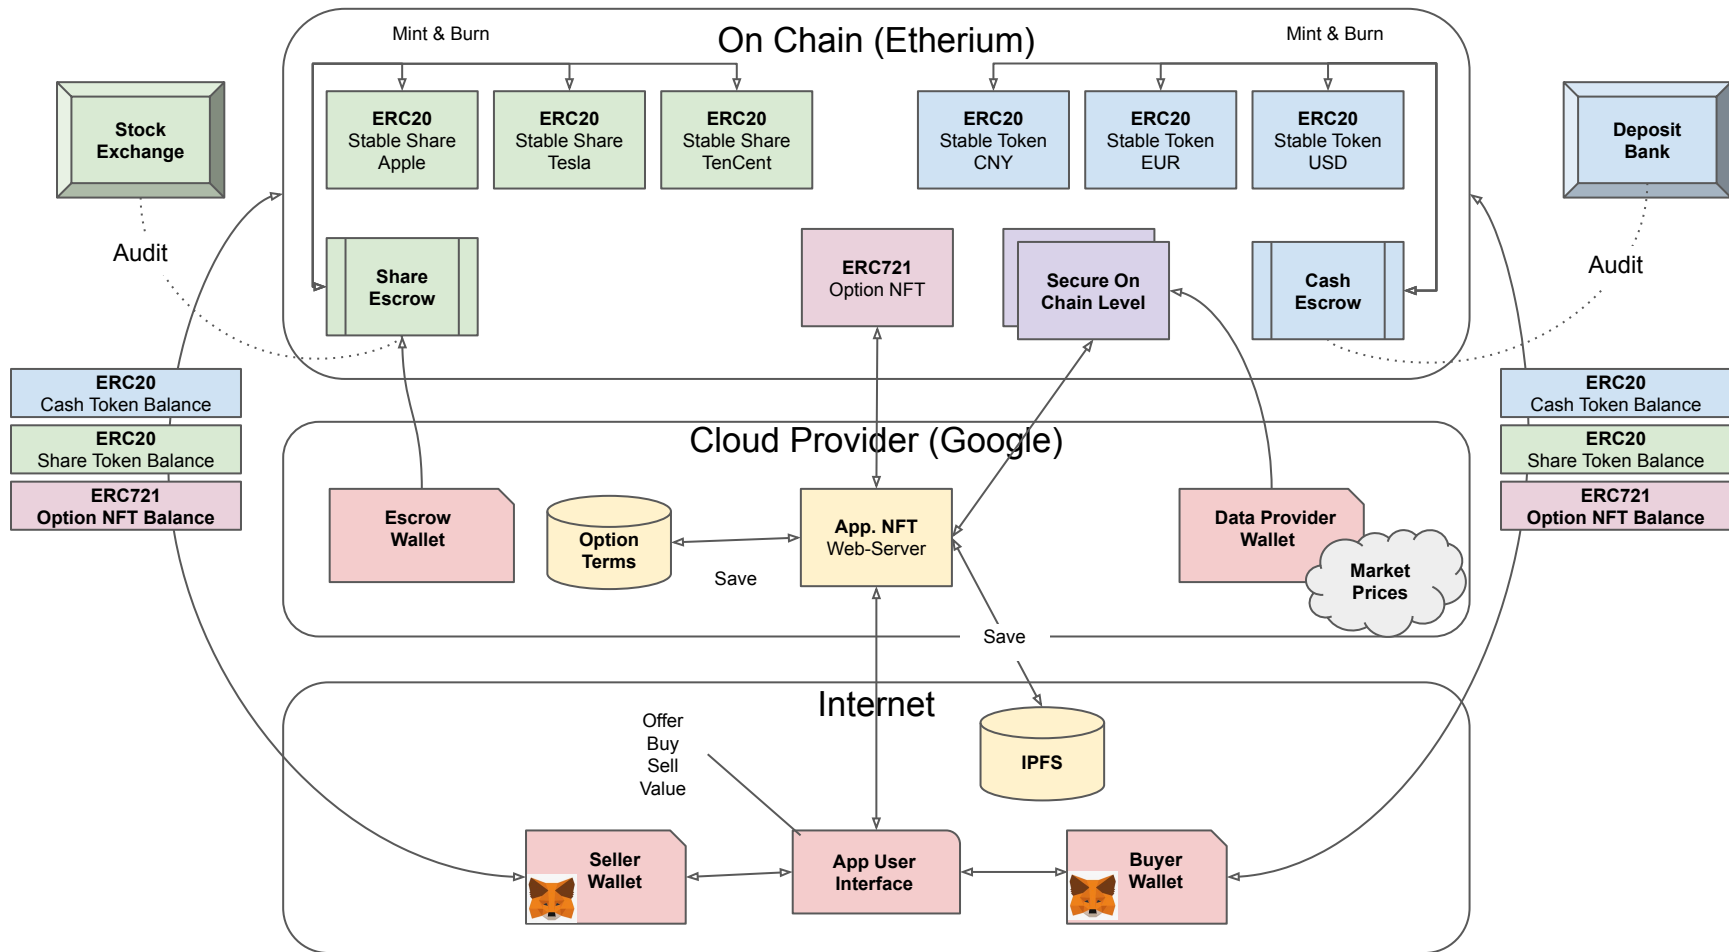 Mint & Burn
On Chain (Etherium)
Mint & Burn
Stock
Exchange
ERC20
Stable Share
Apple
ERC20
Stable Share
Tesla
ERC20
Stable Share
TenCent
ERC20
Stable Token
CNY
ERC20
Stable Token
EUR
ERC20
Stable Token
USD
Deposit
Bank
Audit
Share
Escrow
ERC721
Option NFT
Secure On
Chain Level
Cash
Escrow
Audit
ERC20
Cash Token Balance
ERC20
Share Token Balance
ERC721
Option NFT Balance
ERC20
Cash Token Balance
ERC20
Share Token Balance
ERC721
Option NFT Balance
Cloud Provider (Google)
Escrow
Wallet
Option
Terms
Save
App. NFT
Web-Server
Data Provider
Wallet
Market
Prices
Save
Internet
Offer
Buy
Sell
Value
IPFS
Seller
Wallet
App User
Interface
Buyer
Wallet